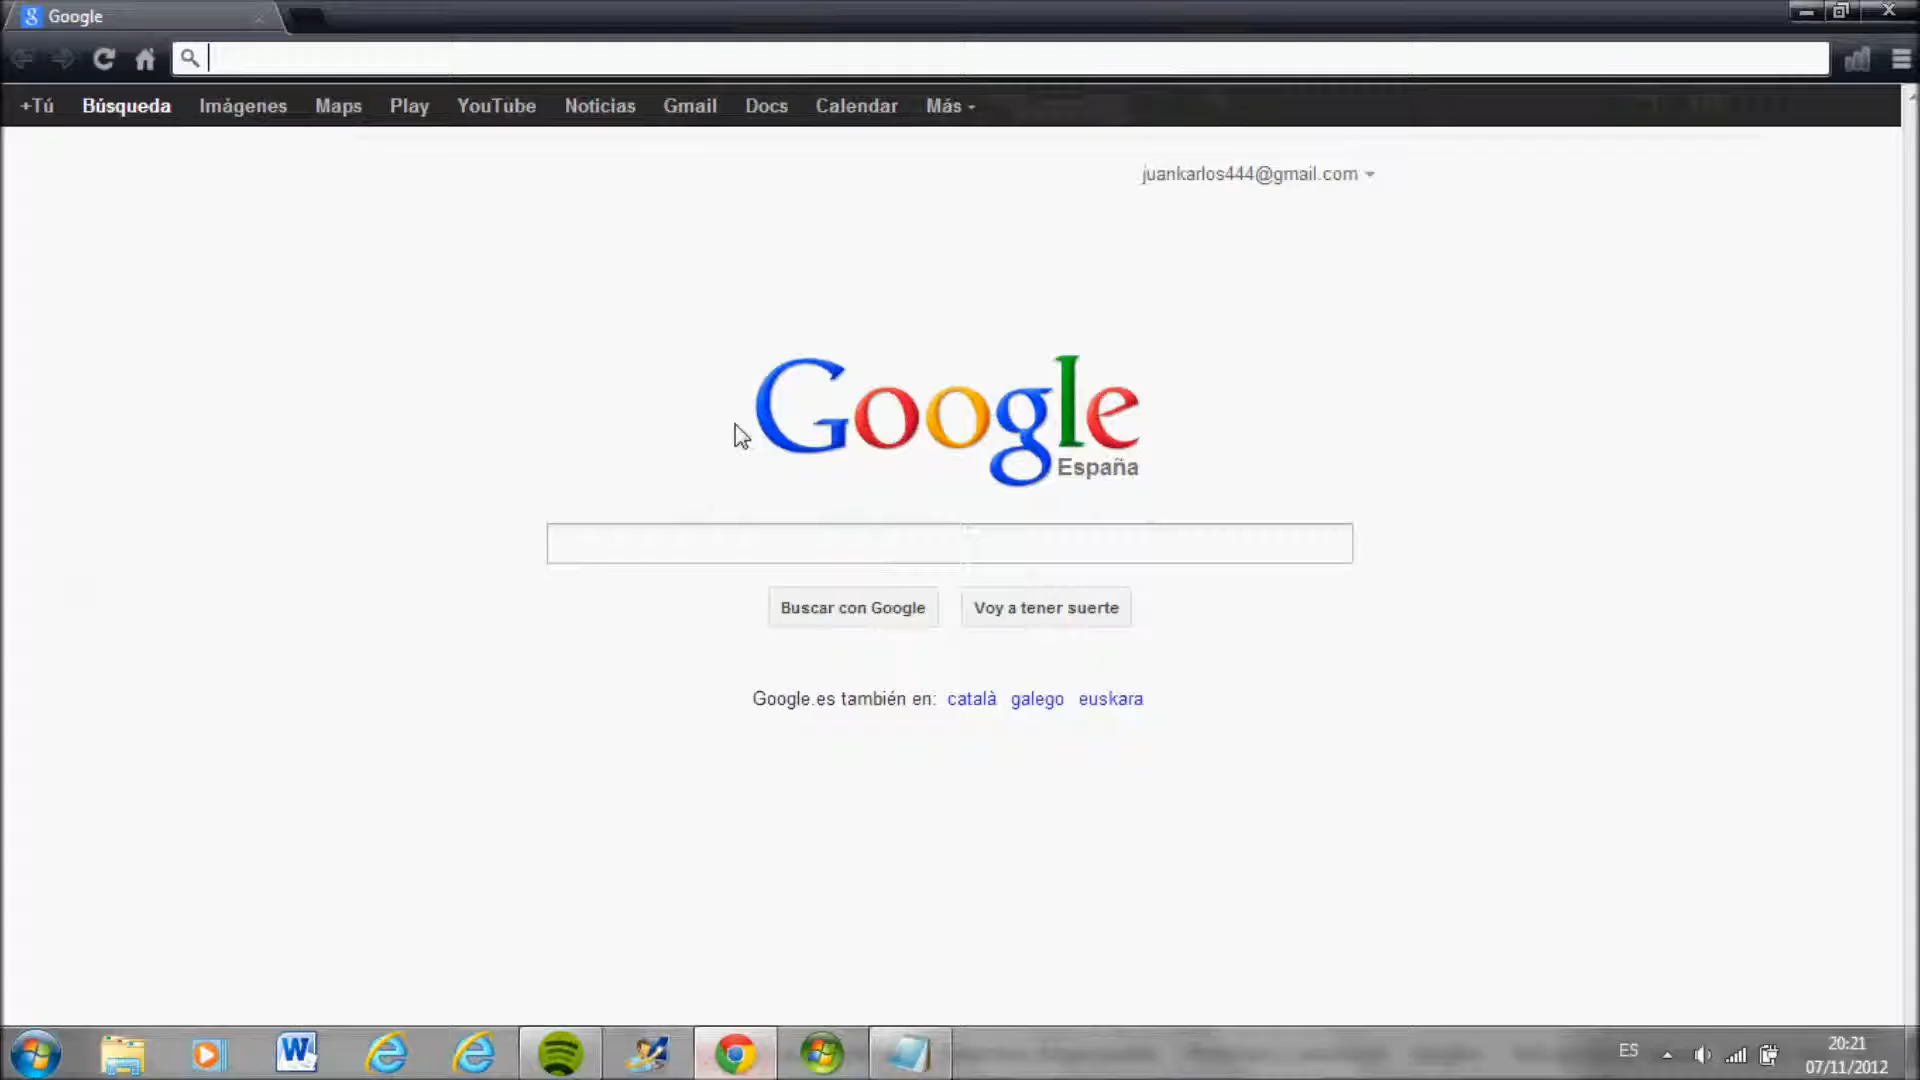 Google
+Tú Búsqueda Imágenes Maps Play YouTube Noticias Gmail Docs Calendar Más
juankarlos444@gmail.com
Google
España
Buscar con Google Voy a tener suerte
Google.es también en: català galego euskara
ES
20:21
07/11/2012